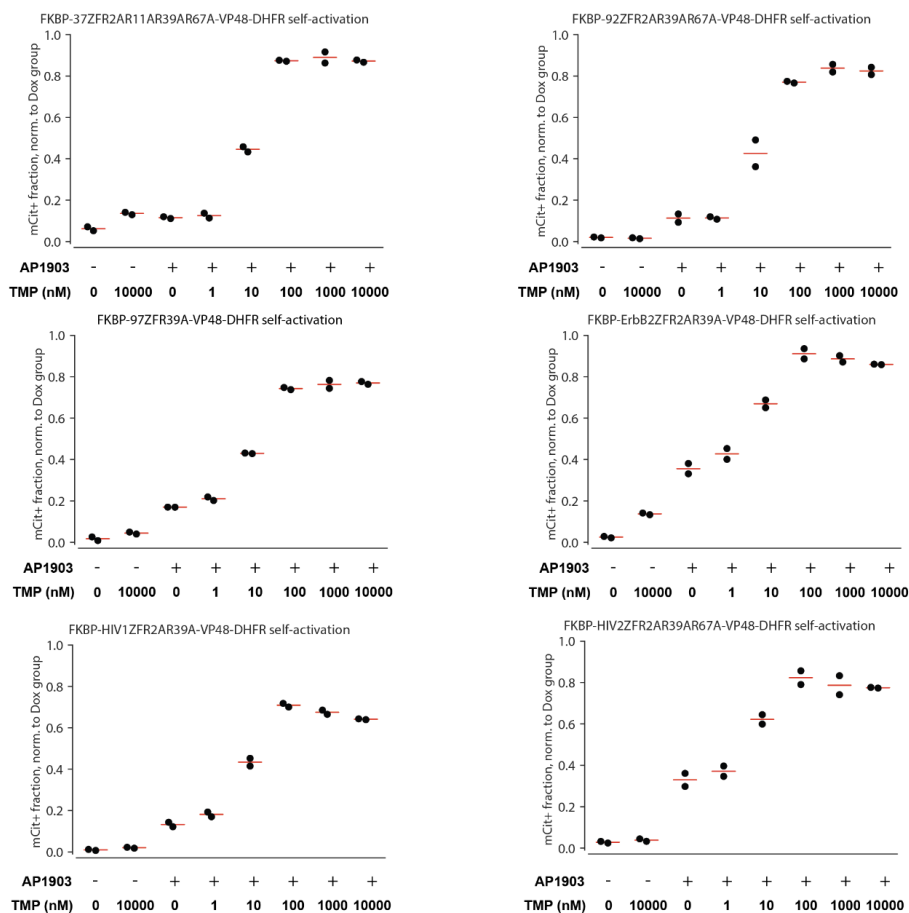 FKBP-37ZFR2AR11AR39AR67A-VP48-DHFR self-activation
mCit+ fraction, norm. to Dox group
1.0
0.8
0.6
0.4
0.2
0.0
AP1903 - - + + + + + +
TMP (nM) 0 10000 0 1 10 100 1000 10000
FKBP-92ZFR2AR39AR67A-VP48-DHFR self-activation
mCit+ fraction, norm. to Dox group
1.0
0.8
0.6
0.4
0.2
0.0
AP1903 - - + + + + + +
TMP (nM) 0 10000 0 1 10 100 1000 10000
FKBP-97ZFR39A-VP48-DHFR self-activation
mCit+ fraction, norm. to Dox group
1.0
0.8
0.6
0.4
0.2
0.0
AP1903 - - + + + + + +
TMP (nM) 0 10000 0 1 10 100 1000 10000
FKBP-ErbB2ZFR2AR39A-VP48-DHFR self-activation
mCit+ fraction, norm. to Dox group
1.0
0.8
0.6
0.4
0.2
0.0
AP1903 - - + + + + + +
TMP (nM) 0 10000 0 1 10 100 1000 10000
FKBP-HIV1ZFR2AR39A-VP48-DHFR self-activation
mCit+ fraction, norm. to Dox group
1.0
0.8
0.6
0.4
0.2
0.0
AP1903 - - + + + + + +
TMP (nM) 0 10000 0 1 10 100 1000 10000
FKBP-HIV2ZFR2AR39AR67A-VP48-DHFR self-activation
mCit+ fraction, norm. to Dox group
1.0
0.8
0.6
0.4
0.2
0.0
AP1903 - - + + + + + +
TMP (nM) 0 10000 0 1 10 100 1000 10000